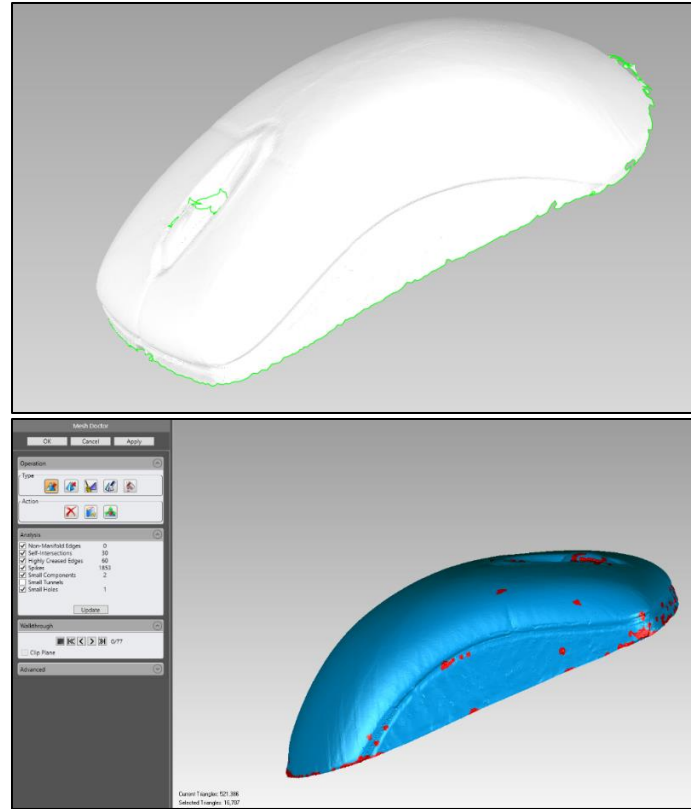 Mesh Doctor
OK Cancel Apply
Operation
Type
Action
Analysis
Non-Manifold Edges 0
Self-Intersections 30
Highly Creased Edges 60
Spikes
Small Components 2
Small Tunnels
Small Holes 1
Update
Walkthrough
0/77
Clip Plane
Advanced
Current Triangles: 521,386
Selected Triangles: 16,707